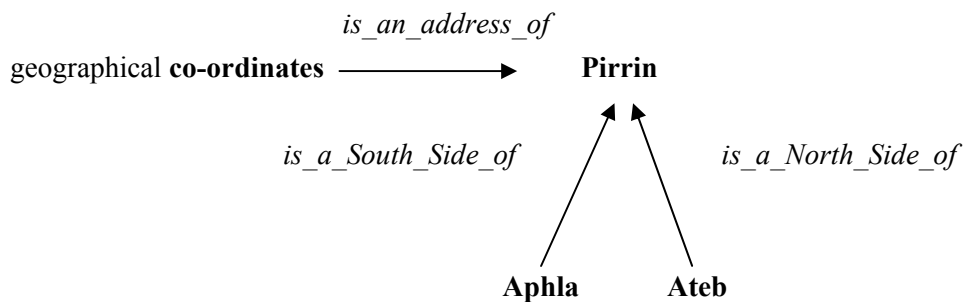 is_an_address_of
geographical co-ordinates Pirrin
is_a_South_Side_of is_a_North_Side_of
Aphla Ateb